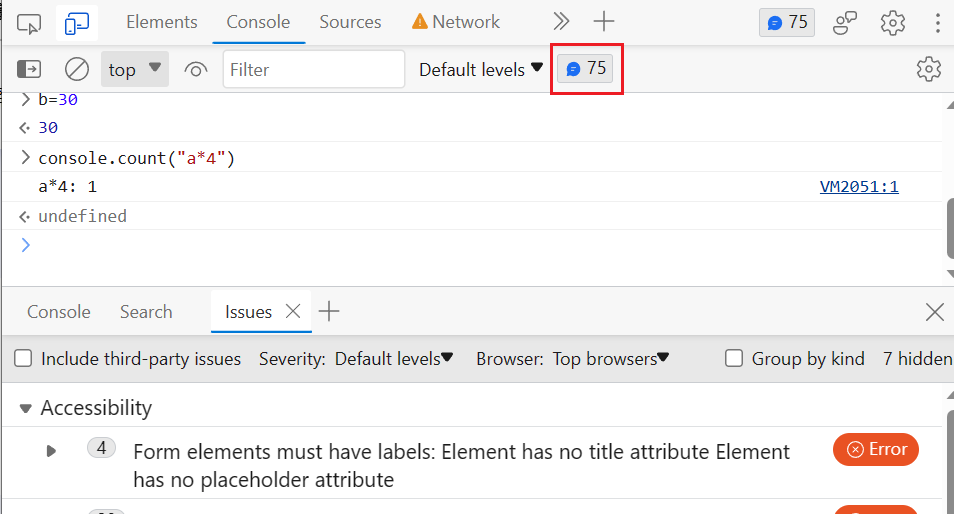 Elements Console Sources Network 75
top Filter Default levels 75
b=30
30
console.count("a*4")
a*4: 1 VM2051:1
undefined
Console Search Issues
Include third-party issues Severity: Default levels Browser: Top browsers Group by kind 7 hidden
Accessibility
4 Form elements must have labels: Element has no title attribute Element Error
has no placeholder attribute